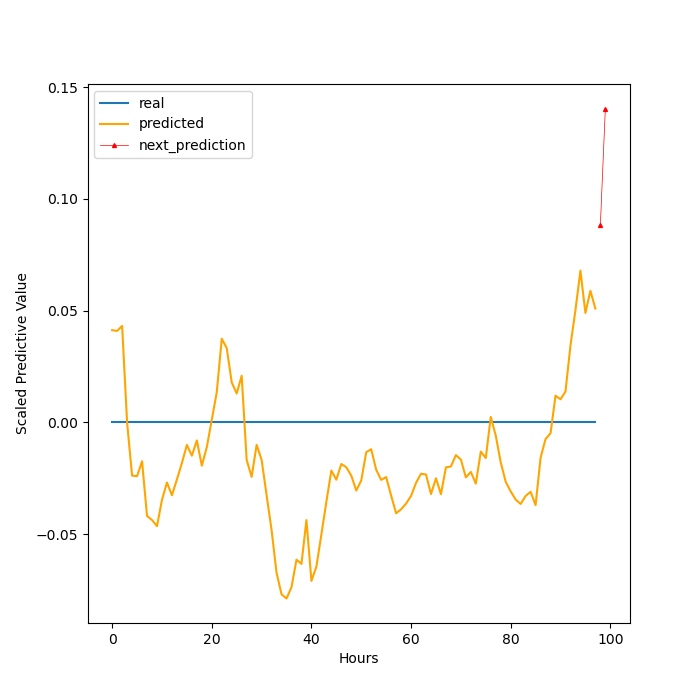 real
predicted
next_prediction
0.15
0.10
0.05
0.00
−0.05
Scaled Predictive Value
0 20 40 60 80 100
Hours